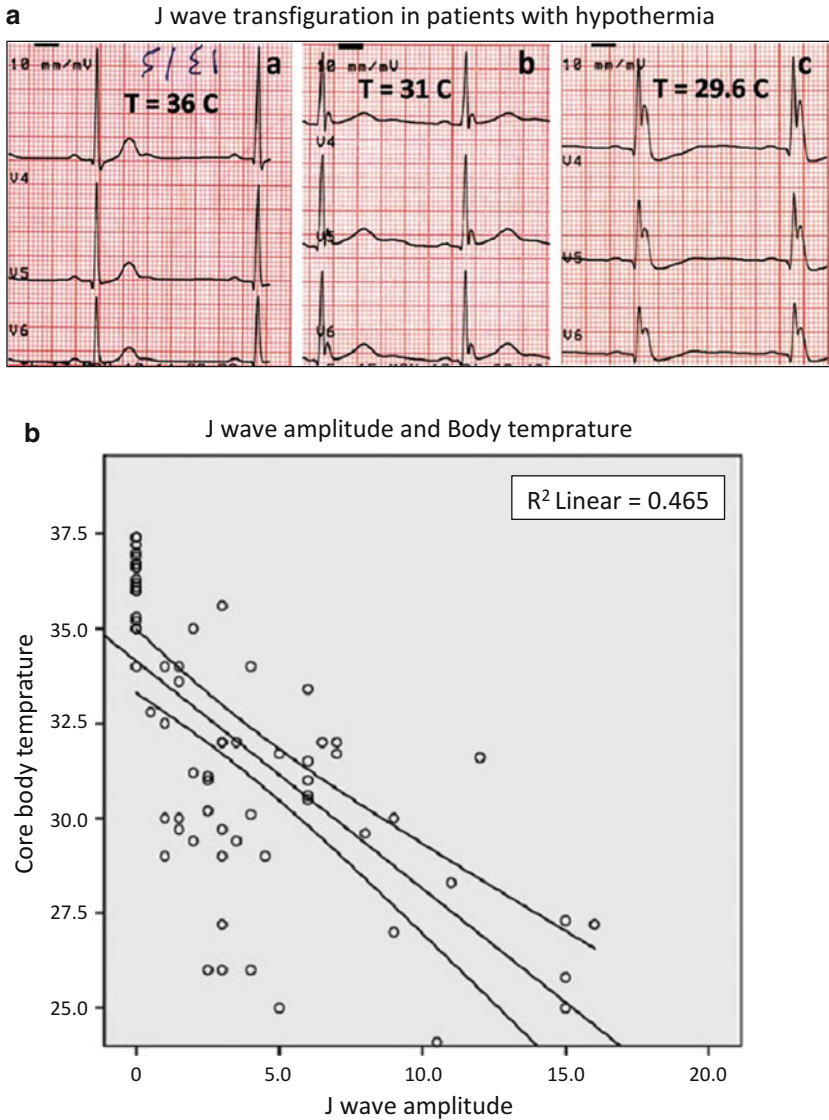 a
J wave transfiguration in patients with hypothermia
10 mm/mV
a
T = 36 C
V4
V5
V6
10 mm/mV
b
T = 31 C
V4
V5
V6
10 mm/mV
c
T = 29.6 C
V4
V5
V6
b
J wave amplitude and Body temprature
R² Linear = 0.465
37.5
35.0
32.5
30.0
27.5
25.0
Core body temprature
0 5.0 10.0 15.0 20.0
J wave amplitude